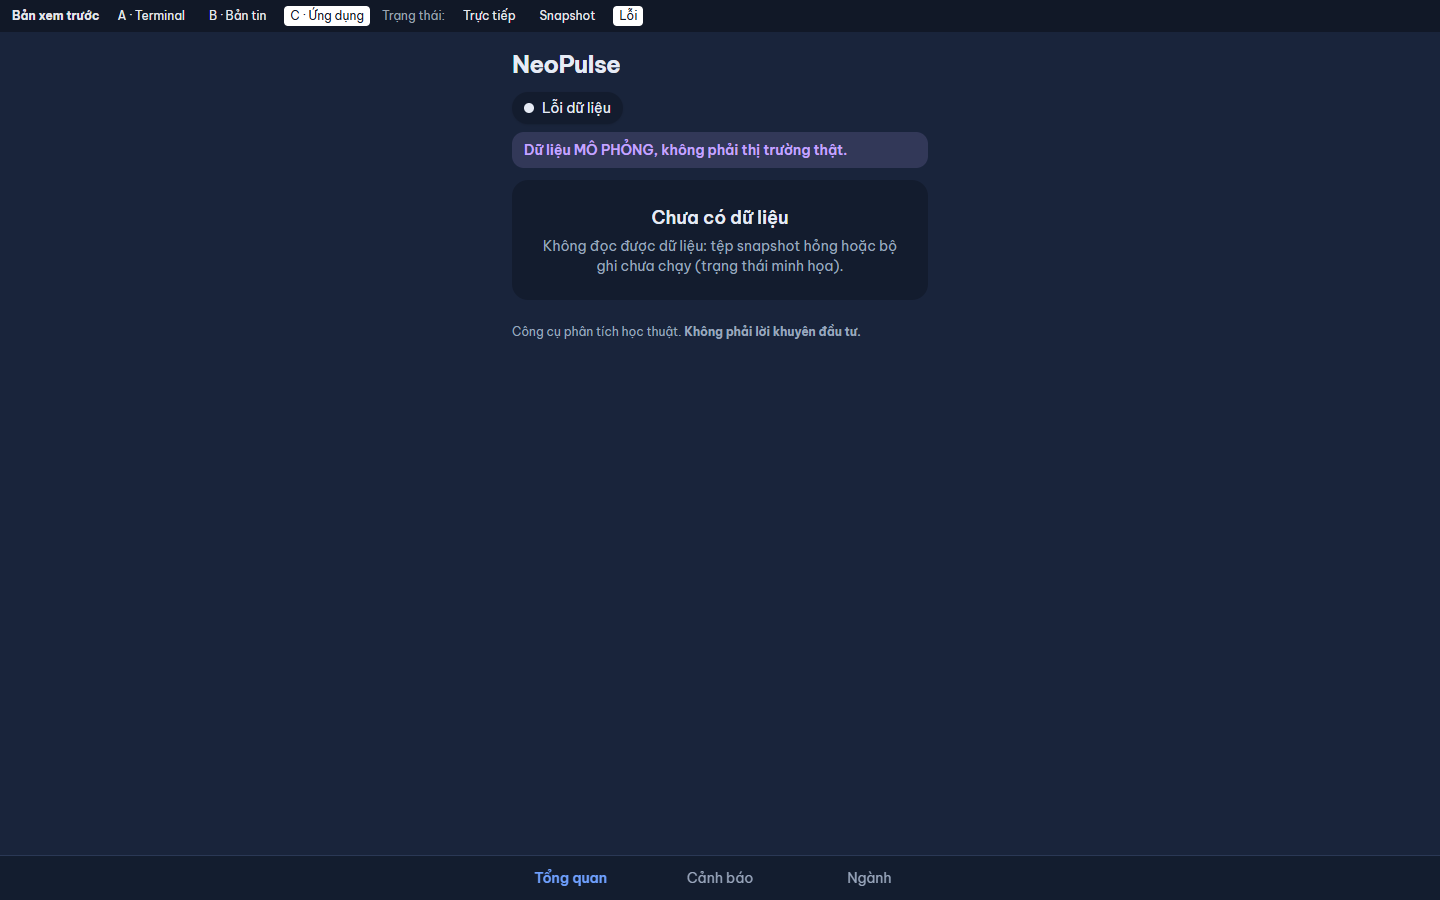 Bản xem trước A · Terminal B · Bản tin C · Ứng dụng Trạng thái: Trực tiếp Snapshot Lỗi
NeoPulse
Lỗi dữ liệu
Dữ liệu MÔ PHỎNG, không phải thị trường thật.
Chưa có dữ liệu
Không đọc được dữ liệu: tệp snapshot hỏng hoặc bộ
ghi chưa chạy (trạng thái minh họa).
Công cụ phân tích học thuật. Không phải lời khuyên đầu tư.
Tổng quan Cảnh báo Ngành